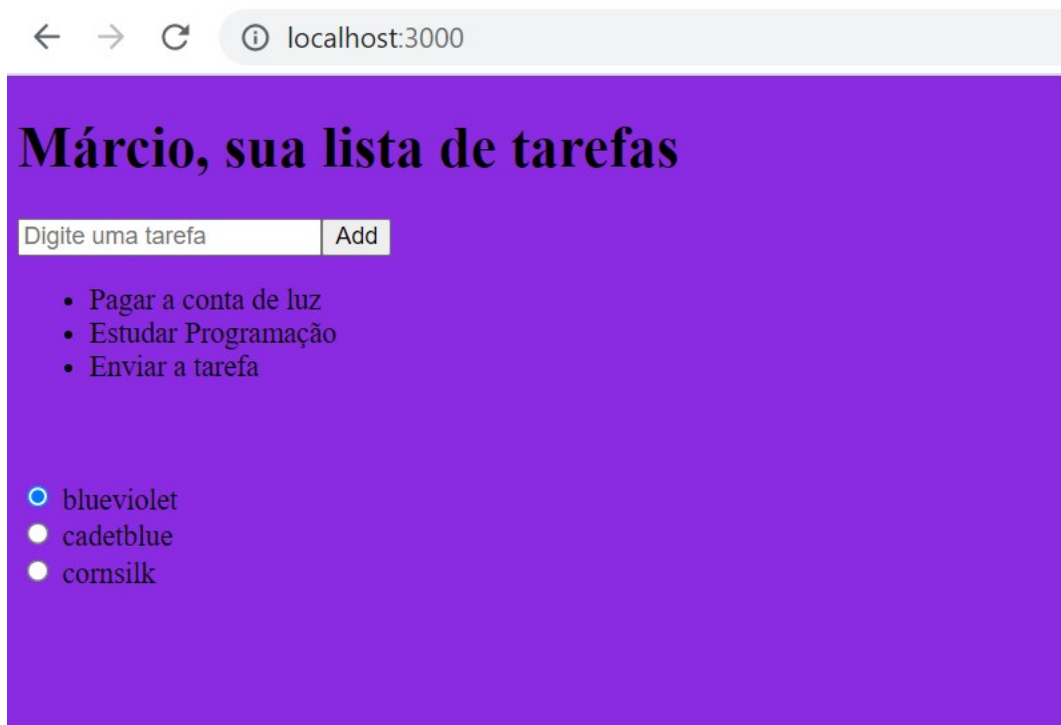 localhost:3000
Márcio, sua lista de tarefas
Digite uma tarefa Add
Pagar a conta de luz
Estudar Programação
Enviar a tarefa
blueviolet
cadetblue
cornsilk